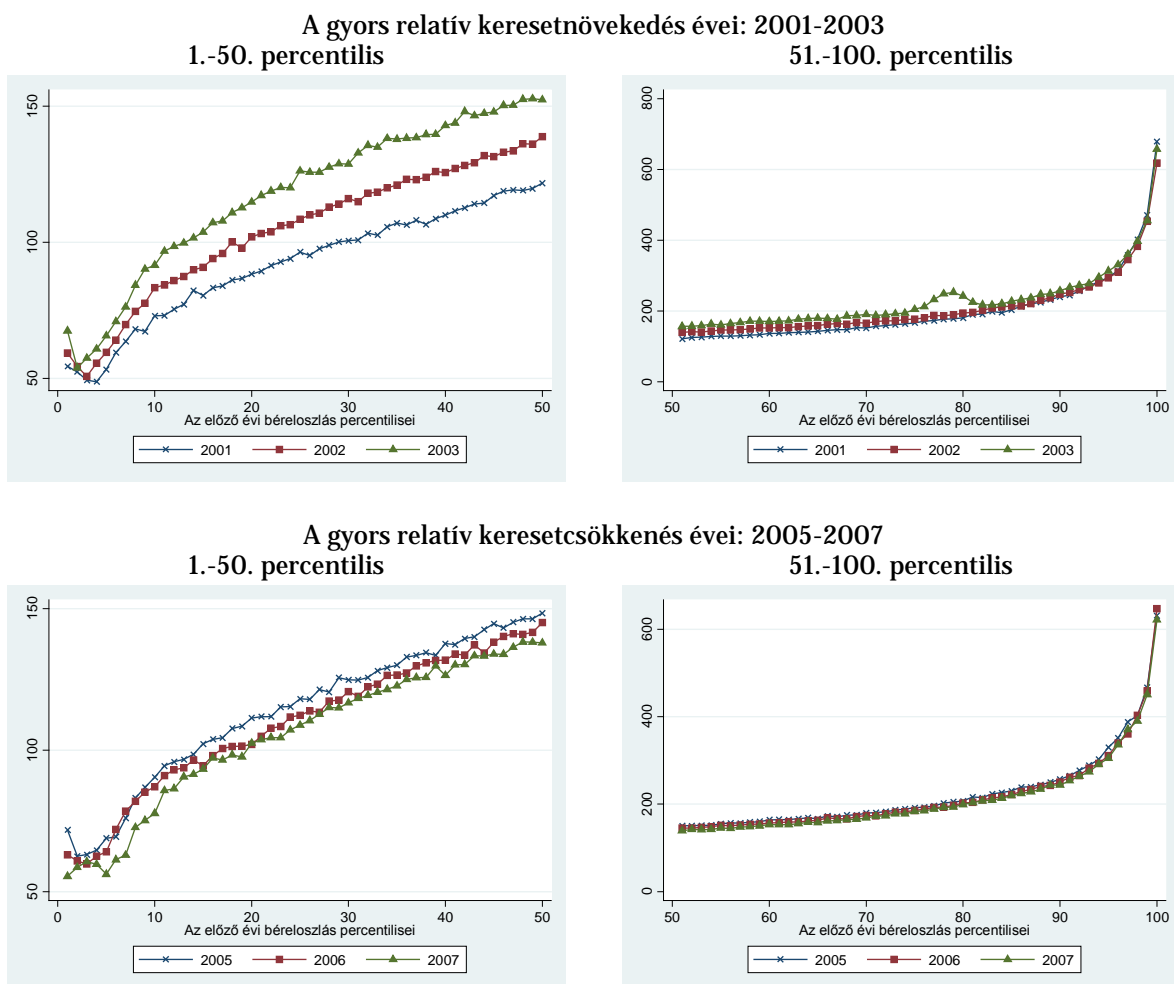 A gyors relatív keresetnövekedés évei: 2001-2003
1.-50. percentilis
51.-100. percentilis
150
100
50
0 10 20 30 40 50
Az előző évi béreloszlás percentilisei
2001 2002 2003
800
600
400
200
0
50 60 70 80 90 100
Az előző évi béreloszlás percentilisei
2001 2002 2003
A gyors relatív keresetcsökkenés évei: 2005-2007
1.-50. percentilis
51.-100. percentilis
150
100
50
0 10 20 30 40 50
Az előző évi béreloszlás percentilisei
2005 2006 2007
600
400
200
0
50 60 70 80 90 100
Az előző évi béreloszlás percentilisei
2005 2006 2007